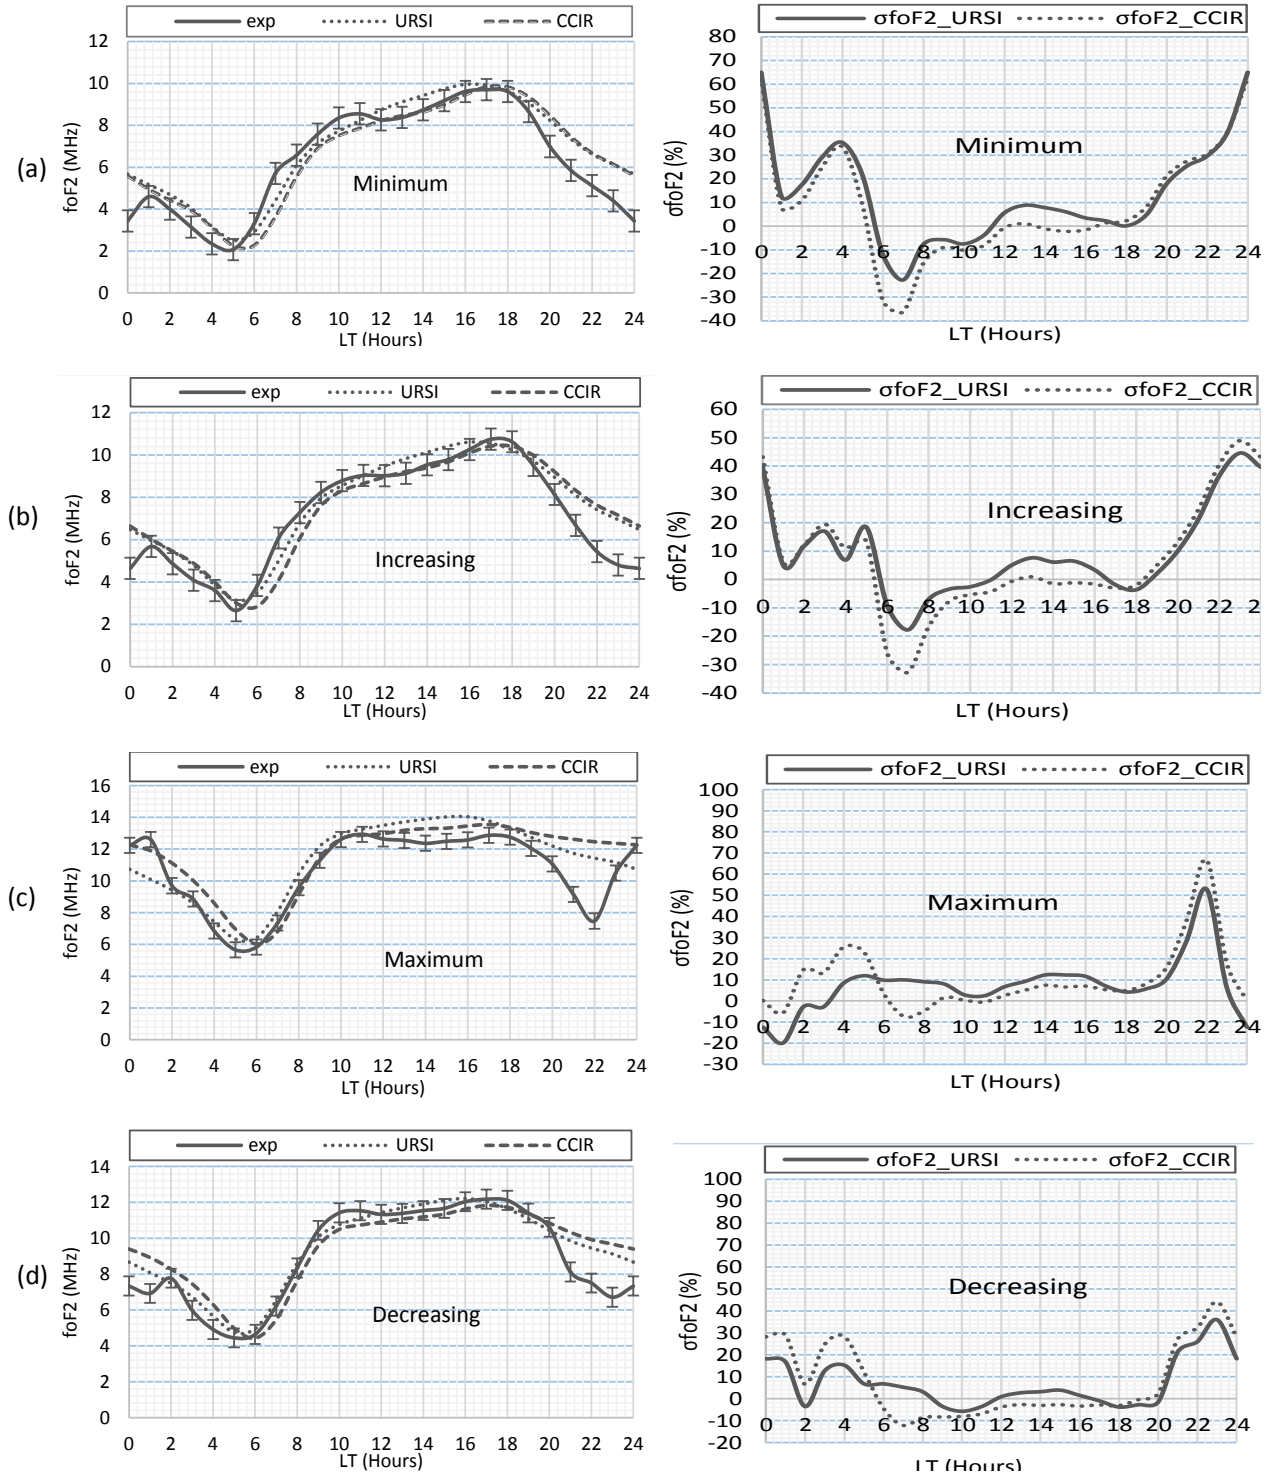 exp URSI CCIR
12
10
8
6
4
2
0
foF2 (MHz)
Minimum
0 2 4 6 8 10 12 14 16 18 20 22 24
LT (Hours)
(a)
σfoF2_URSI σfoF2_CCIR
80
70
60
50
40
30
20
10
0
-10
-20
-30
-40
σfoF2 (%)
Minimum
0 2 4 6 8 10 12 14 16 18 20 22 24
LT (Hours)
exp URSI CCIR
12
10
8
6
4
2
0
foF2 (MHz)
Increasing
0 2 4 6 8 10 12 14 16 18 20 22 24
LT (Hours)
(b)
σfoF2_URSI σfoF2_CCIR
60
50
40
30
20
10
0
-10
-20
-30
-40
σfoF2 (%)
Increasing
0 2 4 6 8 10 12 14 16 18 20 22 2
LT (Hours)
exp URSI CCIR
16
14
12
10
8
6
4
2
0
foF2 (MHz)
Maximum
0 2 4 6 8 10 12 14 16 18 20 22 24
LT (Hours)
(c)
σfoF2_URSI σfoF2_CCIR
100
90
80
70
60
50
40
30
20
10
0
-10
-20
-30
σfoF2 (%)
Maximum
0 2 4 6 8 10 12 14 16 18 20 22 24
LT (Hours)
exp URSI CCIR
14
12
10
8
6
4
2
0
foF2 (MHz)
Decreasing
0 2 4 6 8 10 12 14 16 18 20 22 24
LT (Hours)
(d)
σfoF2_URSI σfoF2_CCIR
100
90
80
70
60
50
40
30
20
10
0
-10
-20
σfoF2 (%)
Decreasing
0 2 4 6 8 10 12 14 16 18 20 22 24
LT (Hours)